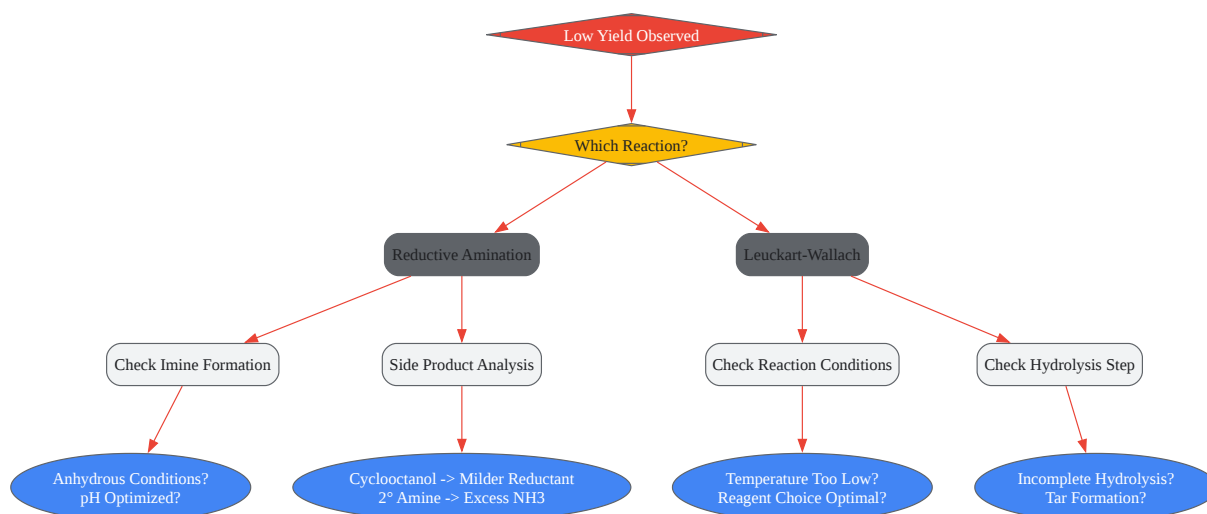 Low Yield Observed
Which Reaction?
Reductive Amination
Leuckart-Wallach
Check Imine Formation
Side Product Analysis
Check Reaction Conditions
Check Hydrolysis Step
Anhydrous Conditions?
pH Optimized?
Cyclooctanol -> Milder Reductant
2° Amine -> Excess NH3
Temperature Too Low?
Reagent Choice Optimal?
Incomplete Hydrolysis?
Tar Formation?